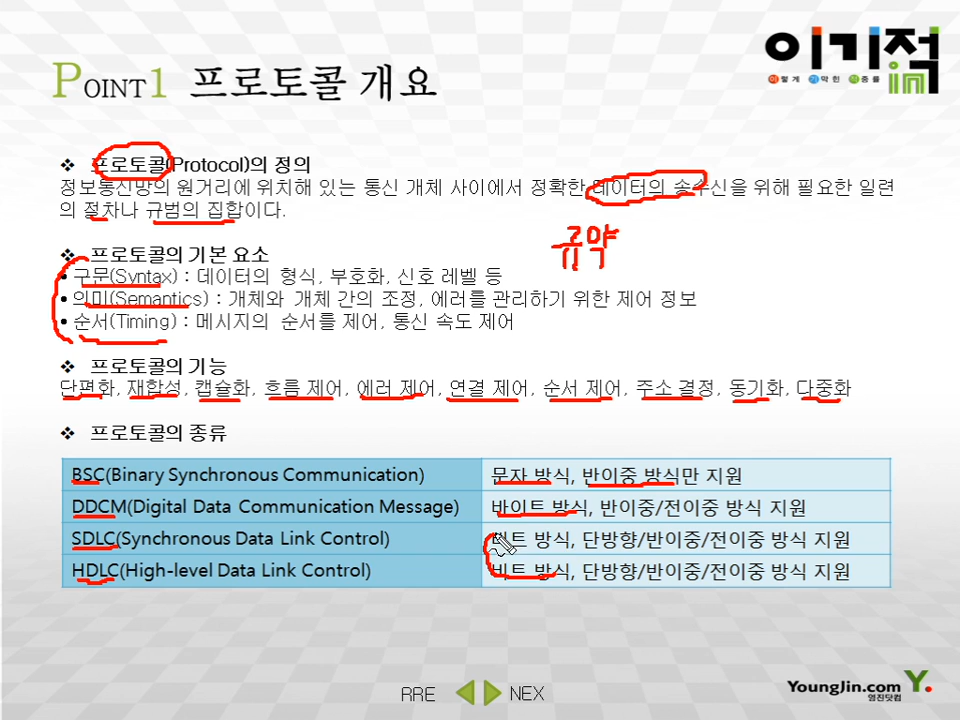 이기적in
이렇게 기막힌 적중률
POINT1 프로토콜 개요
❖ 프로토콜(Protocol)의 정의
정보통신망의 원거리에 위치해 있는 통신 개체 사이에서 정확한 데이터의 송수신을 위해 필요한 일련
의 절차나 규범의 집합이다.
규약
❖ 프로토콜의 기본 요소
• 구문(Syntax) : 데이터의 형식, 부호화, 신호 레벨 등
• 의미(Semantics) : 개체와 개체 간의 조정, 에러를 관리하기 위한 제어 정보
• 순서(Timing) : 메시지의 순서를 제어, 통신 속도 제어
❖ 프로토콜의 기능
단편화, 재합성, 캡슐화, 흐름 제어, 에러 제어, 연결 제어, 순서 제어, 주소 결정, 동기화, 다중화
❖ 프로토콜의 종류
BSC(Binary Synchronous Communication) 문자 방식, 반이중 방식만 지원
DDCM(Digital Data Communication Message) 바이트 방식, 반이중/전이중 방식 지원
SDLC(Synchronous Data Link Control) 비트 방식, 단방향/반이중/전이중 방식 지원
HDLC(High-level Data Link Control) 비트 방식, 단방향/반이중/전이중 방식 지원
RRE NEX
YoungJin.com Y.
영진닷컴